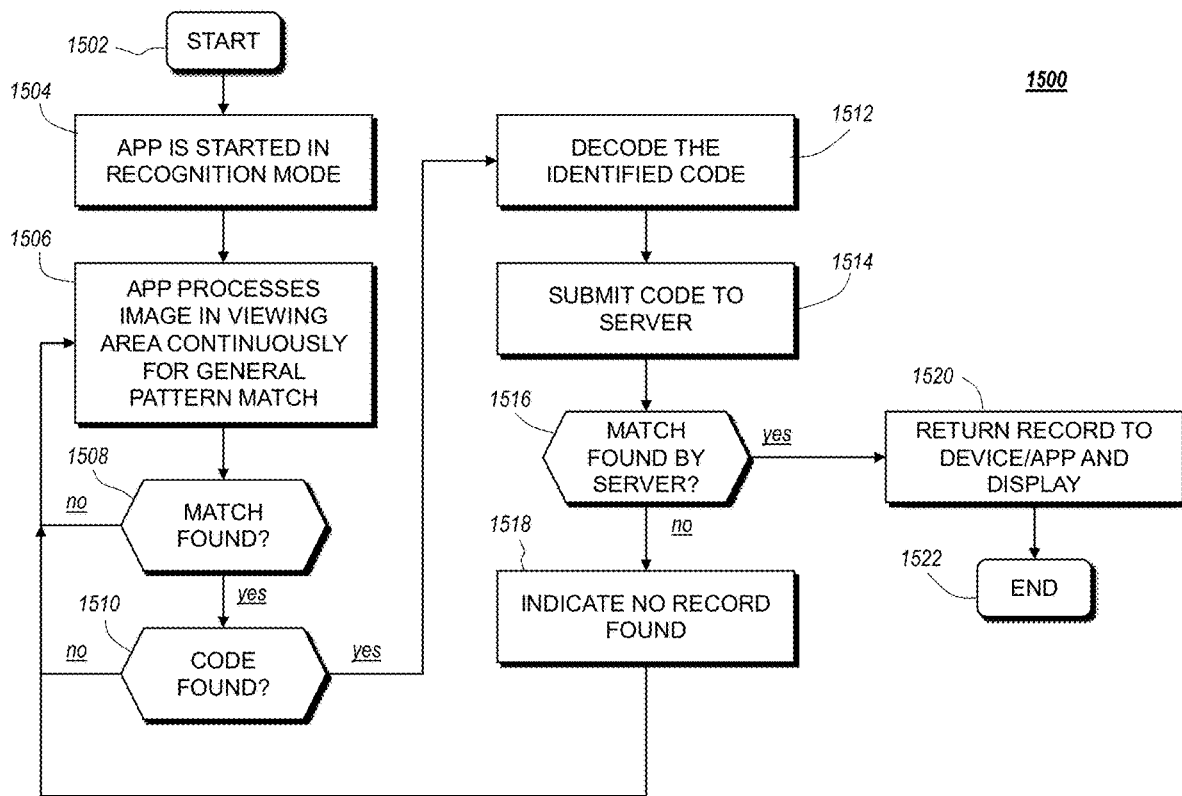 1500
1502
START
1504
APP IS STARTED IN
RECOGNITION MODE
1506
APP PROCESSES
IMAGE IN VIEWING
AREA CONTINUOUSLY
FOR GENERAL
PATTERN MATCH
1508
no
MATCH
FOUND?
yes
1510
no
CODE
FOUND?
yes
1512
DECODE THE
IDENTIFIED CODE
1514
SUBMIT CODE TO
SERVER
1516
MATCH
FOUND BY
SERVER?
yes
no
1518
INDICATE NO RECORD
FOUND
1520
RETURN RECORD TO
DEVICE/APP AND
DISPLAY
1522
END